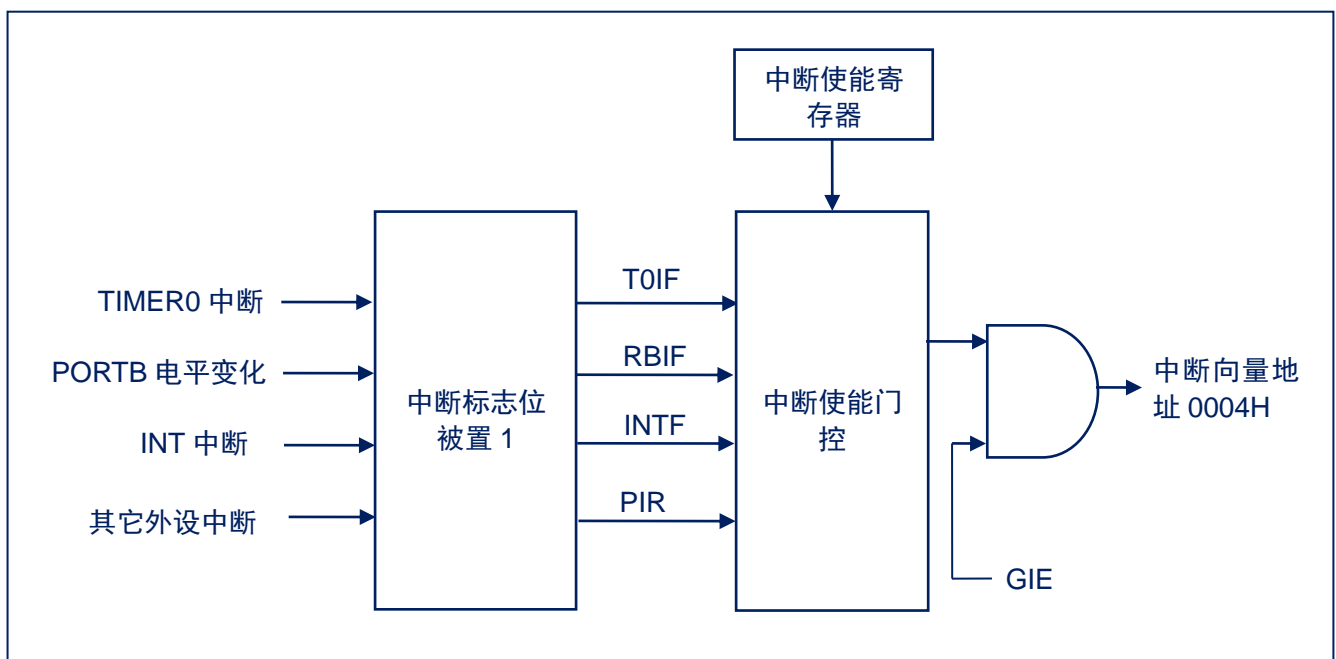 中断使能寄
存器
TIMER0 中断
PORTB 电平变化
INT 中断
其它外设中断
中断标志位
被置 1
T0IF
RBIF
INTF
PIR
中断使能门
控
GIE
中断向量地
址 0004H